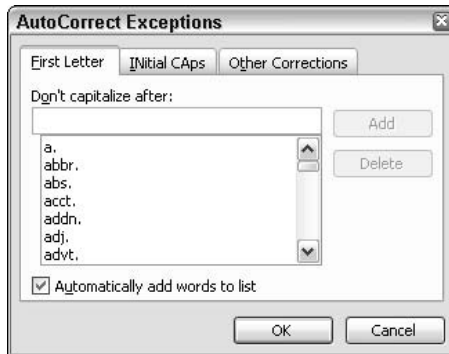 AutoCorrect Exceptions
First Letter
INitial CAps
Other Corrections
Don't capitalize after:
Add
a.
abbr.
abs.
acct.
addn.
adj.
advt.
Delete
Automatically add words to list
OK
Cancel